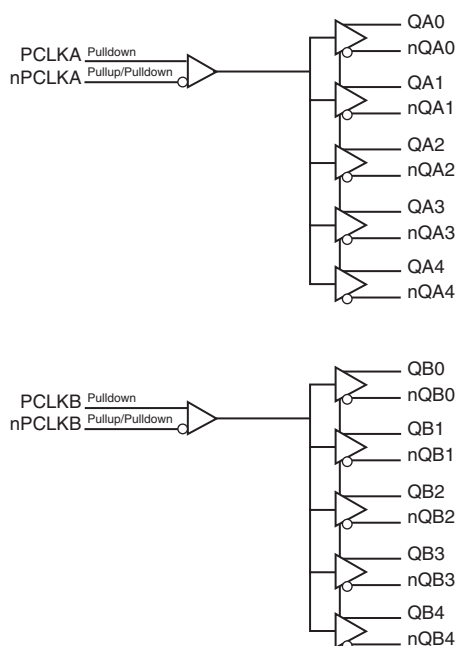 QA0
PCLKA Pulldown
nQA0
nPCLKA Pullup/Pulldown
QA1
nQA1
QA2
nQA2
QA3
nQA3
QA4
nQA4
QB0
PCLKB Pulldown
nQB0
nPCLKB Pullup/Pulldown
QB1
nQB1
QB2
nQB2
QB3
nQB3
QB4
nQB4